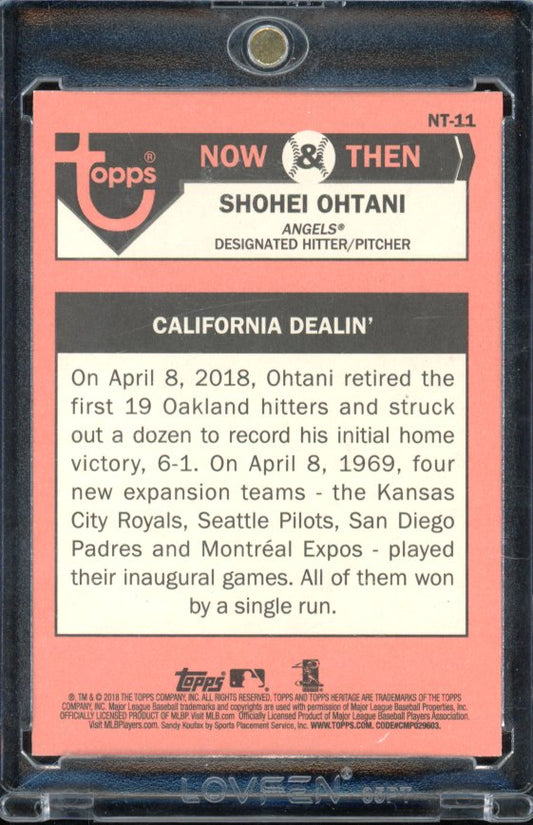 NT-11
topps®
NOW & THEN
SHOHEI OHTANI
ANGELS®
DESIGNATED HITTER/PITCHER
CALIFORNIA DEALIN’
On April 8, 2018, Ohtani retired the
first 19 Oakland hitters and struck
out a dozen to record his initial home
victory, 6-1. On April 8, 1969, four
new expansion teams - the Kansas
City Royals, Seattle Pilots, San Diego
Padres and Montréal Expos - played
their inaugural games. All of them won
by a single run.
Topps
®, TM & © 2018 THE TOPPS COMPANY, INC. ALL RIGHTS RESERVED. TOPPS AND TOPPS HERITAGE ARE TRADEMARKS OF THE TOPPS
COMPANY, INC. Major League Baseball trademarks and copyrights are used with permission of Major League Baseball Properties, Inc.
OFFICIALLY LICENSED PRODUCT OF MLBP. Visit MLB.com Officially Licensed Product of Major League Baseball Players Association.
Visit MLBPlayers.com. Sandy Koufax by Sports Placement Service, Inc. WWW.TOPPS.COM. CODE#CMP029603.